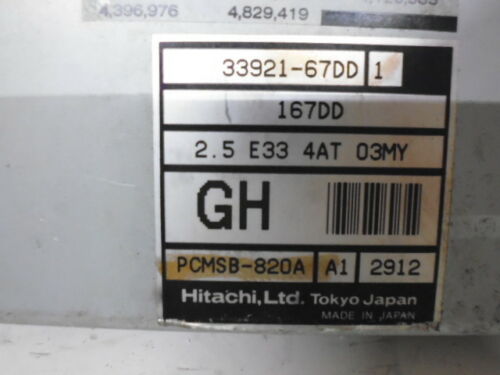 4,396,976 4,829,419
33921-67DD 1
167DD
2.5 E33 4AT 03MY
GH
PCMSB-820A A1 2912
Hitachi,Ltd. Tokyo Japan
MADE IN JAPAN